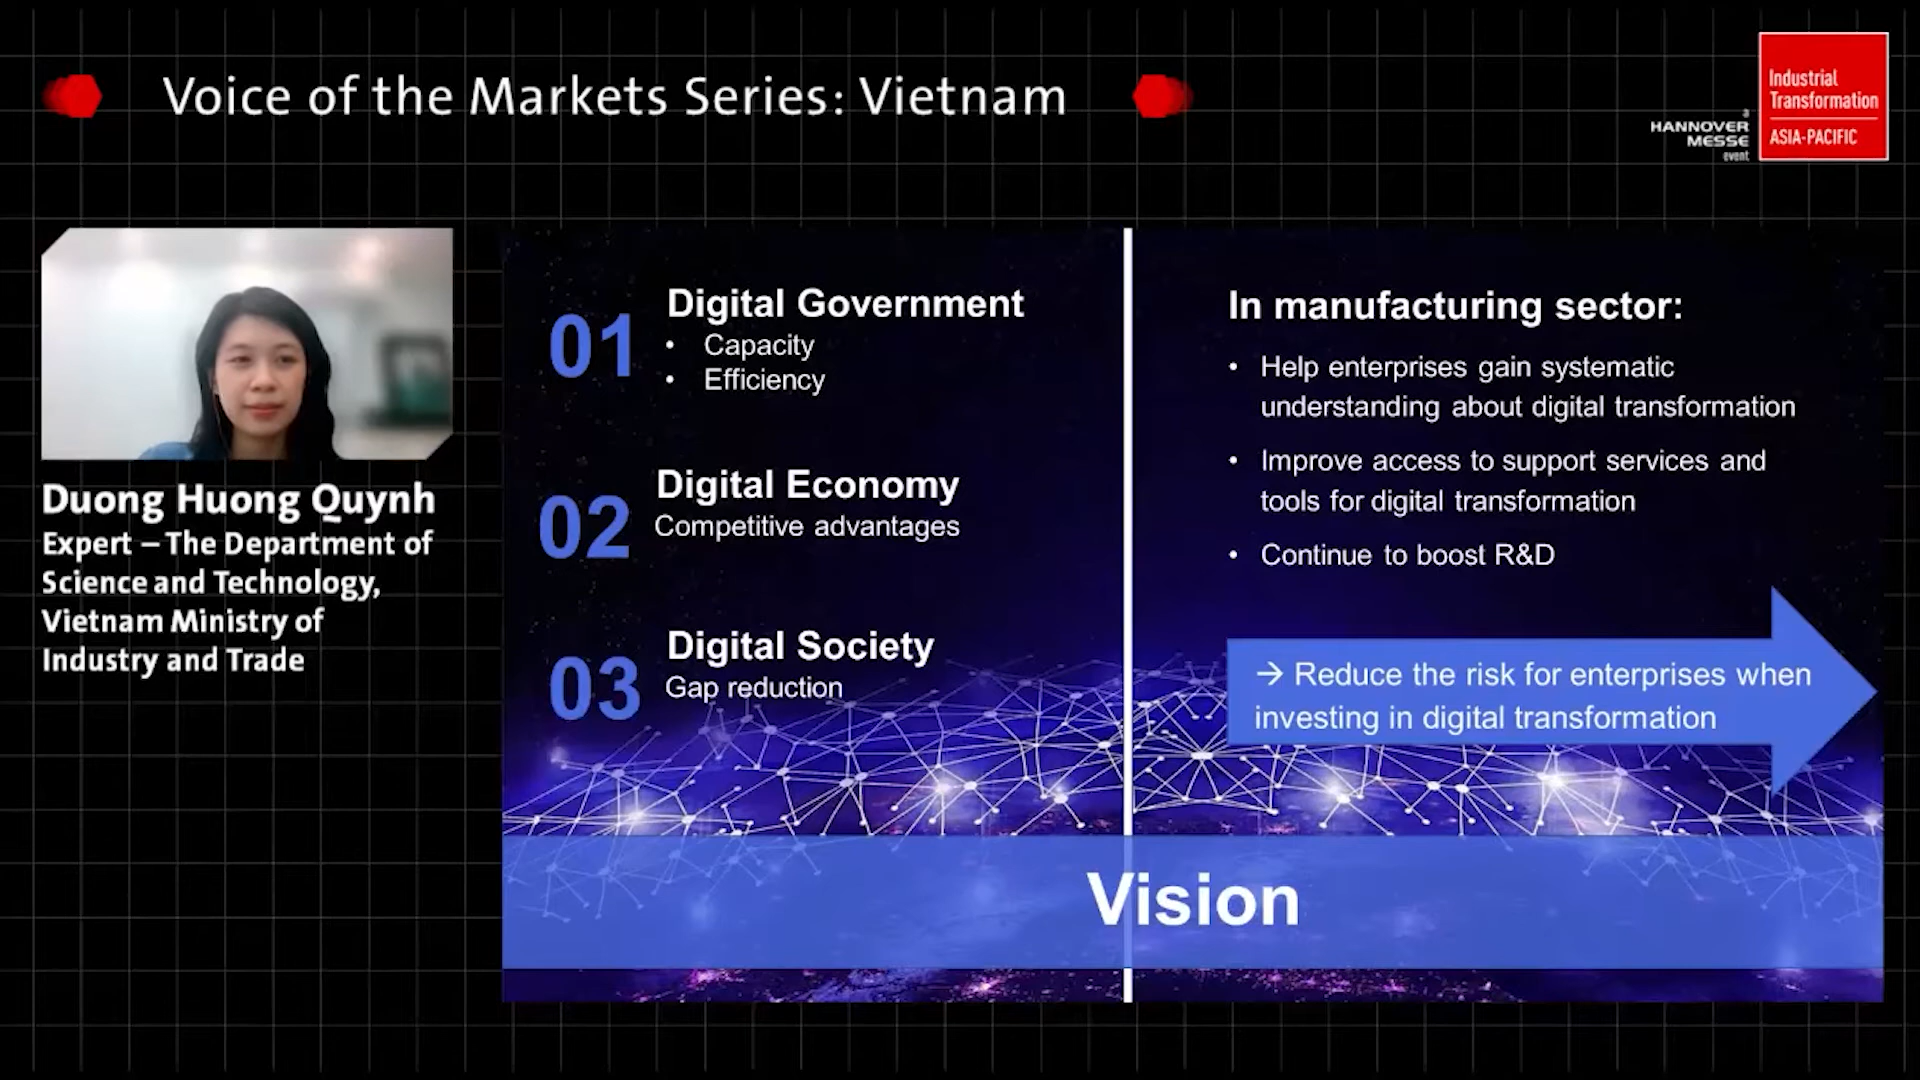 Voice of the Markets Series: Vietnam
a
HANNOVER
MESSE
event
Industrial
Transformation
ASIA-PACIFIC
Duong Huong Quynh
Expert – The Department of
Science and Technology,
Vietnam Ministry of
Industry and Trade
01
Digital Government
• Capacity
• Efficiency
02
Digital Economy
Competitive advantages
03
Digital Society
Gap reduction
In manufacturing sector:
• Help enterprises gain systematic
understanding about digital transformation
• Improve access to support services and
tools for digital transformation
• Continue to boost R&D
→ Reduce the risk for enterprises when
investing in digital transformation
Vision